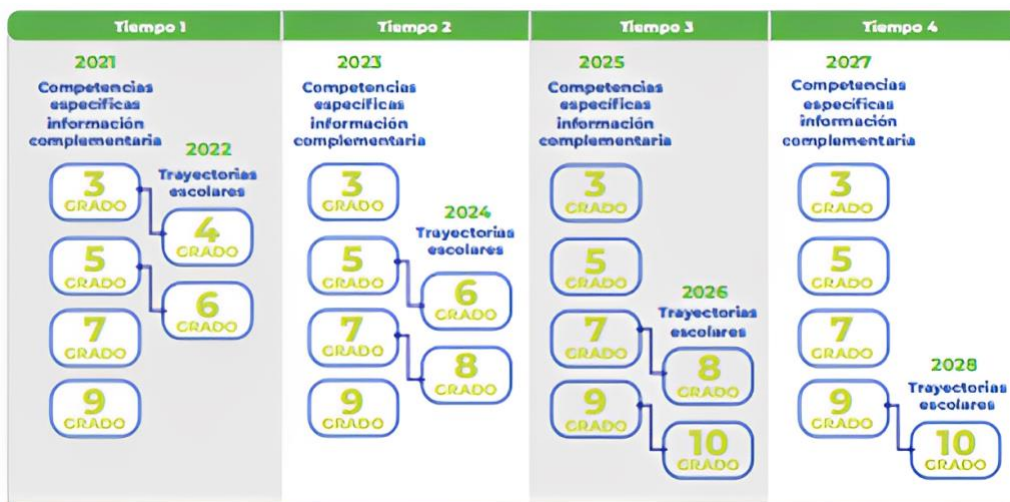 Tiempo 1
2021
Competencias
específicas
información
complementaria
3
GRADO
5
GRADO
7
GRADO
9
GRADO
2022
Trayectorias
escolares
4
GRADO
6
GRADO
Tiempo 2
2023
Competencias
específicas
información
complementaria
3
GRADO
5
GRADO
7
GRADO
9
GRADO
2024
Trayectorias
escolares
6
GRADO
8
GRADO
Tiempo 3
2025
Competencias
específicas
información
complementaria
3
GRADO
5
GRADO
7
GRADO
9
GRADO
2026
Trayectorias
escolares
8
GRADO
10
GRADO
Tiempo 4
2027
Competencias
específicas
información
complementaria
3
GRADO
5
GRADO
7
GRADO
9
GRADO
2028
Trayectorias
escolares
10
GRADO